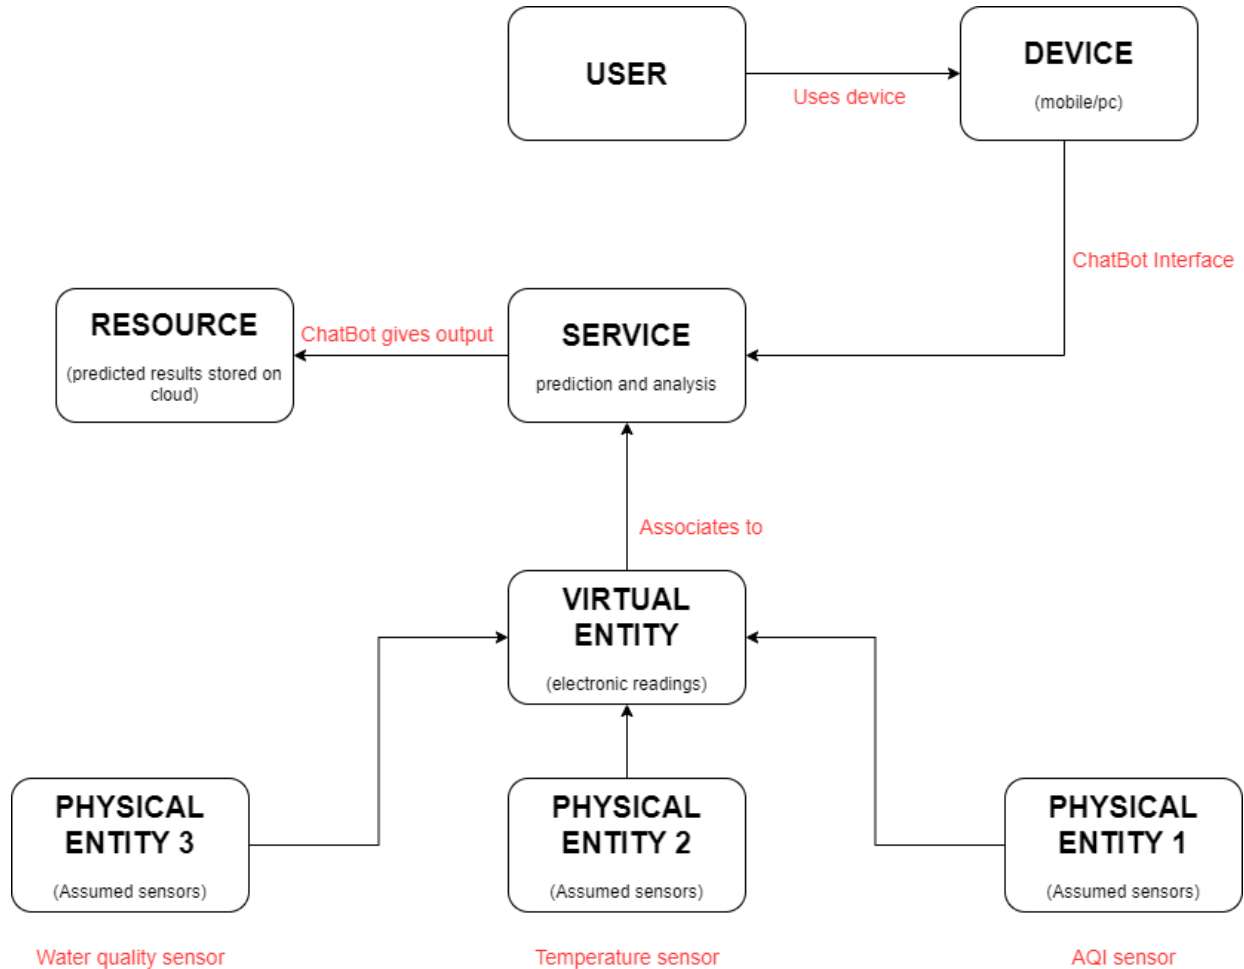 USER
Uses device
DEVICE
(mobile/pc)
ChatBot Interface
RESOURCE
(predicted results stored on
cloud)
ChatBot gives output
SERVICE
prediction and analysis
Associates to
VIRTUAL
ENTITY
(electronic readings)
PHYSICAL
ENTITY 3
(Assumed sensors)
Water quality sensor
PHYSICAL
ENTITY 2
(Assumed sensors)
Temperature sensor
PHYSICAL
ENTITY 1
(Assumed sensors)
AQI sensor